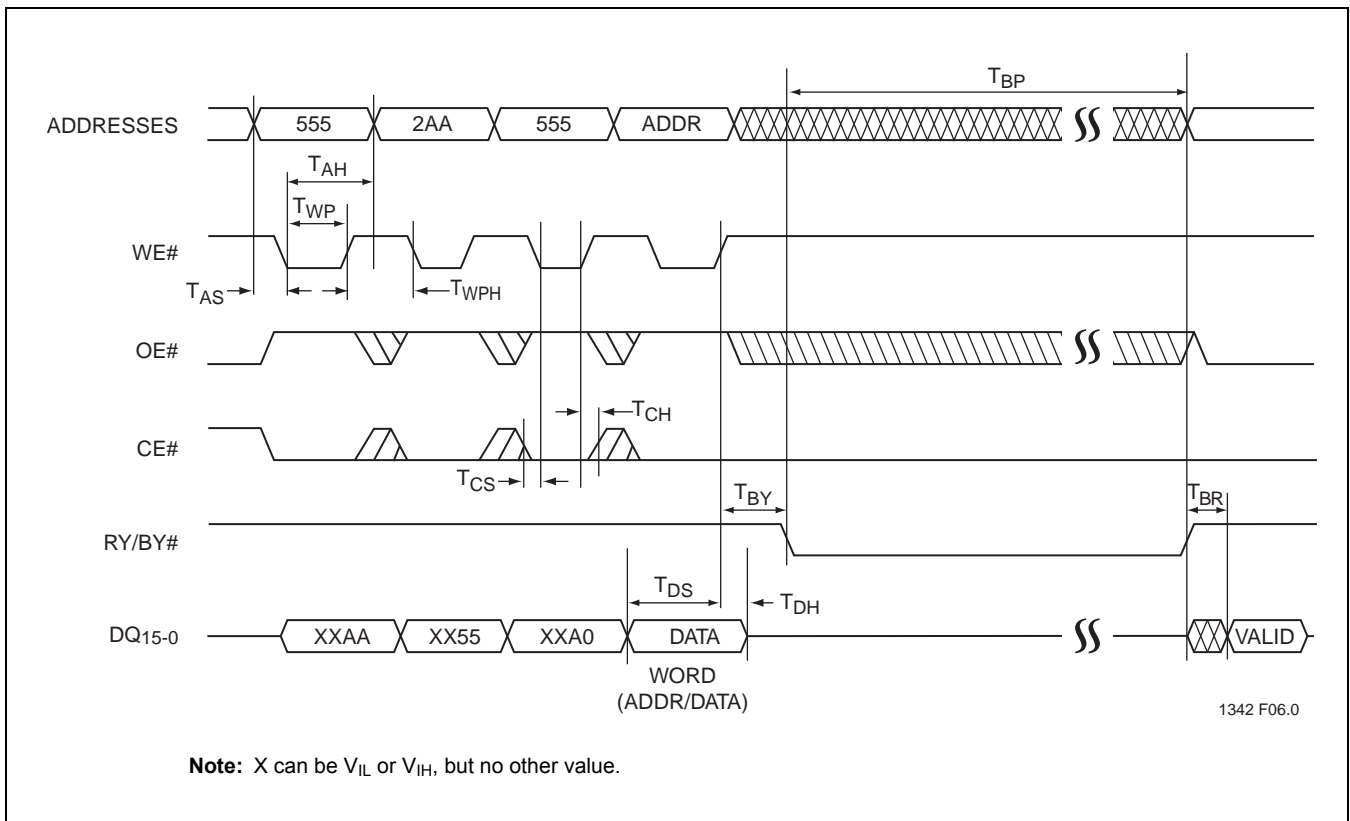 TBP
ADDRESSES 555 2AA 555 ADDR
TAH
TWP
WE#
TAS TWPH
OE#
TCH
CE#
TCS
TBY TBR
RY/BY#
TDS TDH
DQ15-0 XXAA XX55 XXA0 DATA VALID
WORD
(ADDR/DATA)
1342 F06.0
Note: X can be VIL or VIH, but no other value.